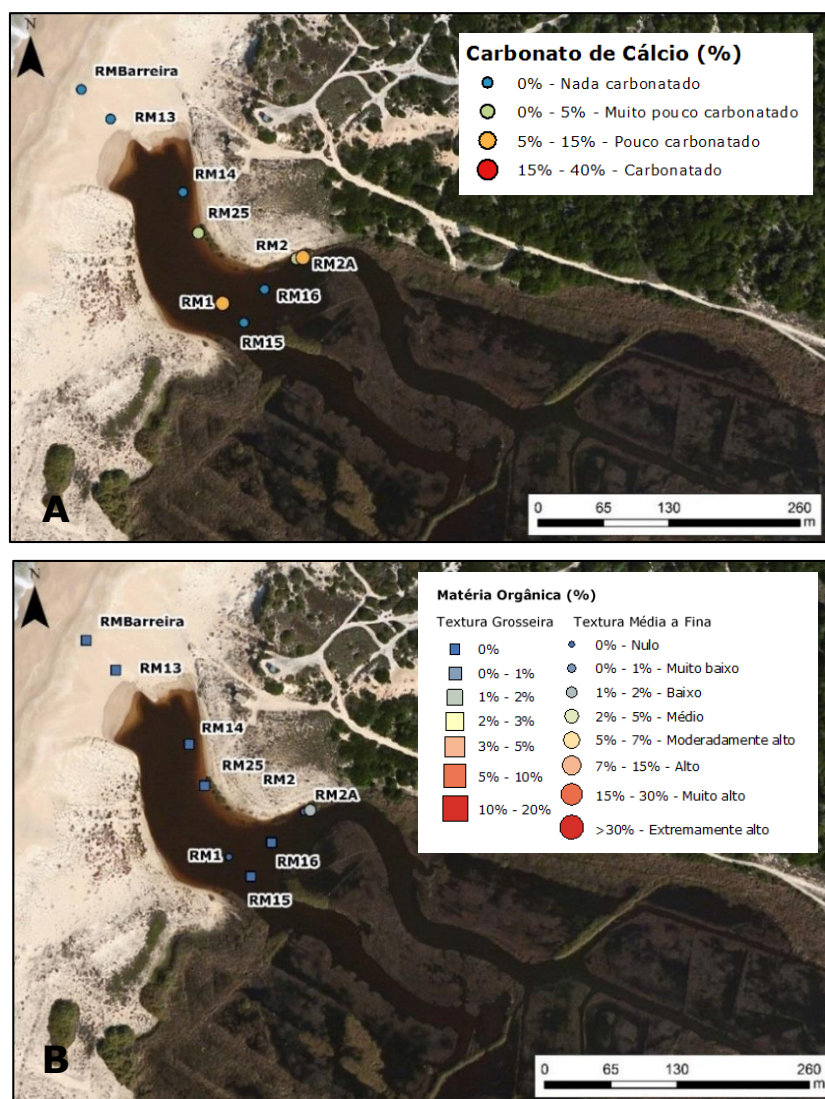 N
Carbonato de Cálcio (%)
0% - Nada carbonatado
0% - 5% - Muito pouco carbonatado
5% - 15% - Pouco carbonatado
15% - 40% - Carbonatado
RMBarreira
RM13
RM14
RM25
RM2
RM2A
RM16
RM1
RM15
A
0 65 130 260
m
N
Matéria Orgânica (%)
Textura Grosseira
0%
0% - 1%
1% - 2%
2% - 3%
3% - 5%
5% - 10%
10% - 20%
Textura Média a Fina
0% - Nulo
0% - 1% - Muito baixo
1% - 2% - Baixo
2% - 5% - Médio
5% - 7% - Moderadamente alto
7% - 15% - Alto
15% - 30% - Muito alto
>30% - Extremamente alto
RMBarreira
RM13
RM14
RM25
RM2
RM2A
RM1
RM16
RM15
B
0 65 130 260
m